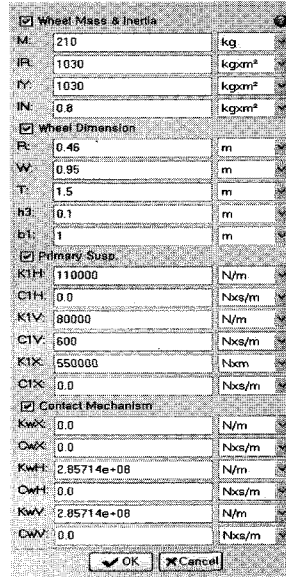 Wheel Mass & Inertia
M: 210 kg
IR: 1030 kgxm²
IY: 1030 kgxm²
IN: 0.8 kgxm²
Wheel Dimension
R: 0.46 m
W: 0.95 m
T: 1.5 m
h3: 0.1 m
b1: 1 m
Primary Susp.
K1H: 110000 N/m
C1H: 0.0 Nxs/m
K1V: 80000 N/m
C1V: 600 Nxs/m
K1X: 550000 Nxm
C1X: 0.0 Nxs/m
Contact Mechanism
KwX: 0.0 N/m
CwX: 0.0 Nxs/m
KwH: 2.85714e+08 N/m
CwH: 0.0 Nxs/m
KwV: 2.85714e+08 N/m
CwV: 0.0 Nxs/m
OK Cancel